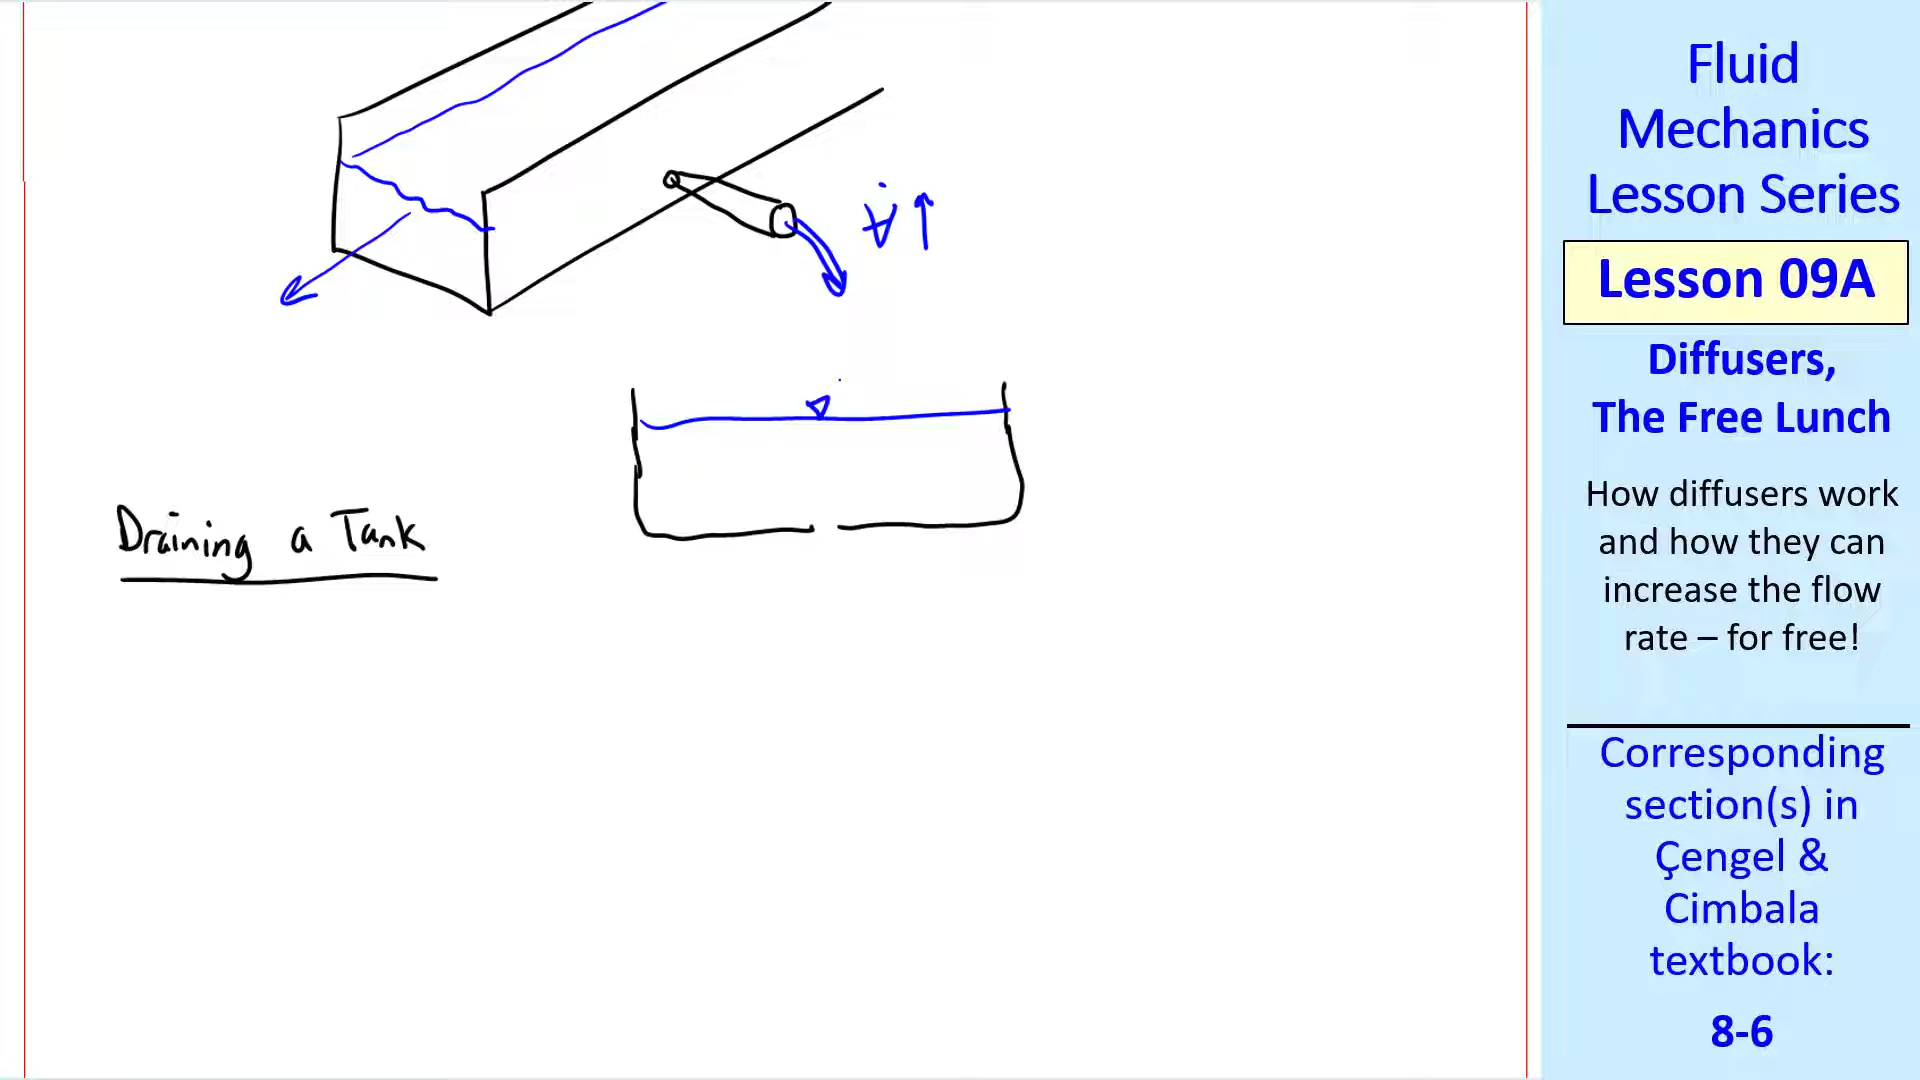 V̇ ↑
Draining a Tank
Fluid
Mechanics
Lesson Series
Lesson 09A
Diffusers,
The Free Lunch
How diffusers work
and how they can
increase the flow
rate – for free!
Corresponding
section(s) in
Çengel &
Cimbala
textbook:
8-6